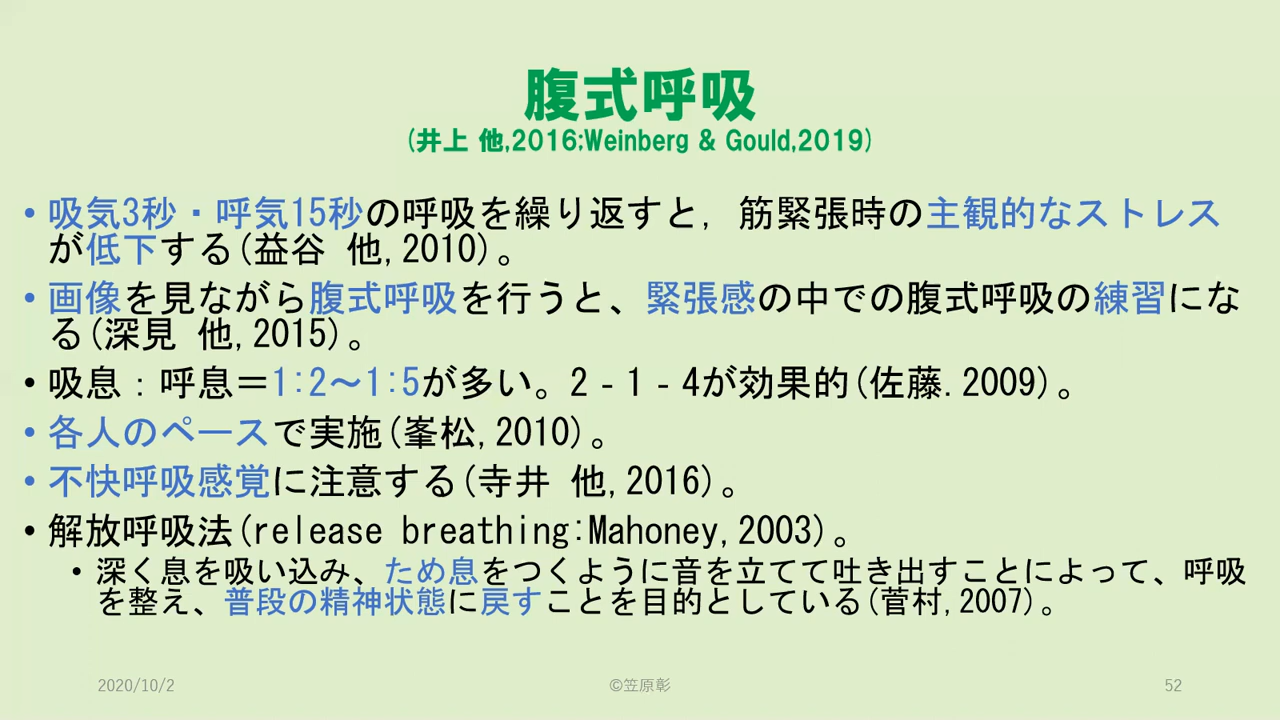 腹式呼吸
(井上 他,2016;Weinberg & Gould,2019)
• 吸気3秒・呼気15秒の呼吸を繰り返すと, 筋緊張時の主観的なストレス
が低下する(益谷 他,2010)。
• 画像を見ながら腹式呼吸を行うと、緊張感の中での腹式呼吸の練習にな
る(深見 他,2015)。
• 吸息：呼息＝1:2～1:5が多い。2‐1‐4が効果的(佐藤.2009)。
• 各人のペースで実施(峯松,2010)。
• 不快呼吸感覚に注意する(寺井 他,2016)。
• 解放呼吸法(release breathing:Mahoney,2003)。
• 深く息を吸い込み、ため息をつくように音を立てて吐き出すことによって、呼吸
を整え、普段の精神状態に戻すことを目的としている(菅村,2007)。
2020/10/2
©笠原彰
52